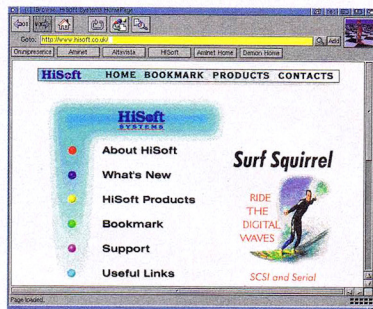 IBrowse: HiSoft Systems HomePage
Goto: http://www.hisoft.co.uk/
Add
Omnipresence Aminet Altavista HiSoft Aminet Home Demon Home
HiSoft HOME BOOKMARK PRODUCTS CONTACTS
HiSoft
SYSTEMS
About HiSoft
What's New
HiSoft Products
Bookmark
Support
Useful Links
Surf Squirrel
RIDE
THE
DIGITAL
WAVES
SCSI and Serial
Page loaded.